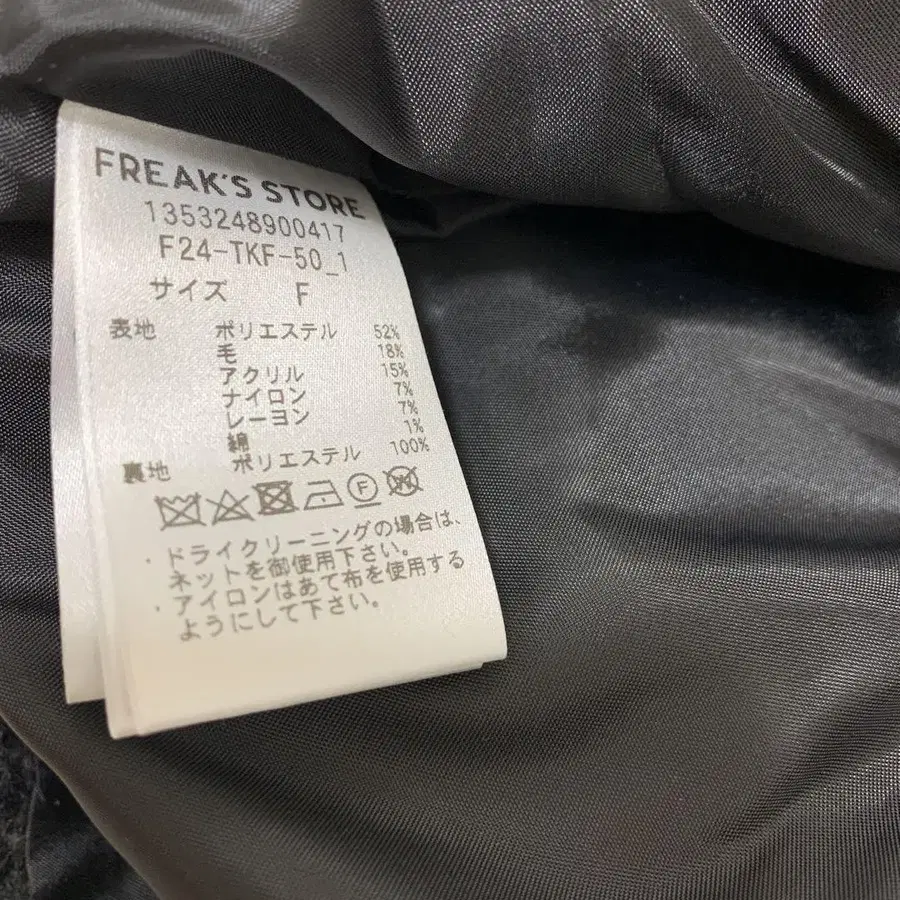 FREAK'S STORE
1353248900417
F24-TKF-50_1
サイズ F
表地 ポリエステル 52%
毛 18%
アクリル 15%
ナイロン 7%
レーヨン 7%
綿 1%
裏地 ポリエステル 100%
F W
・ドライクリーニングの場合は、
ネットを御使用下さい。
・アイロンはあて布を使用する
ようにして下さい。